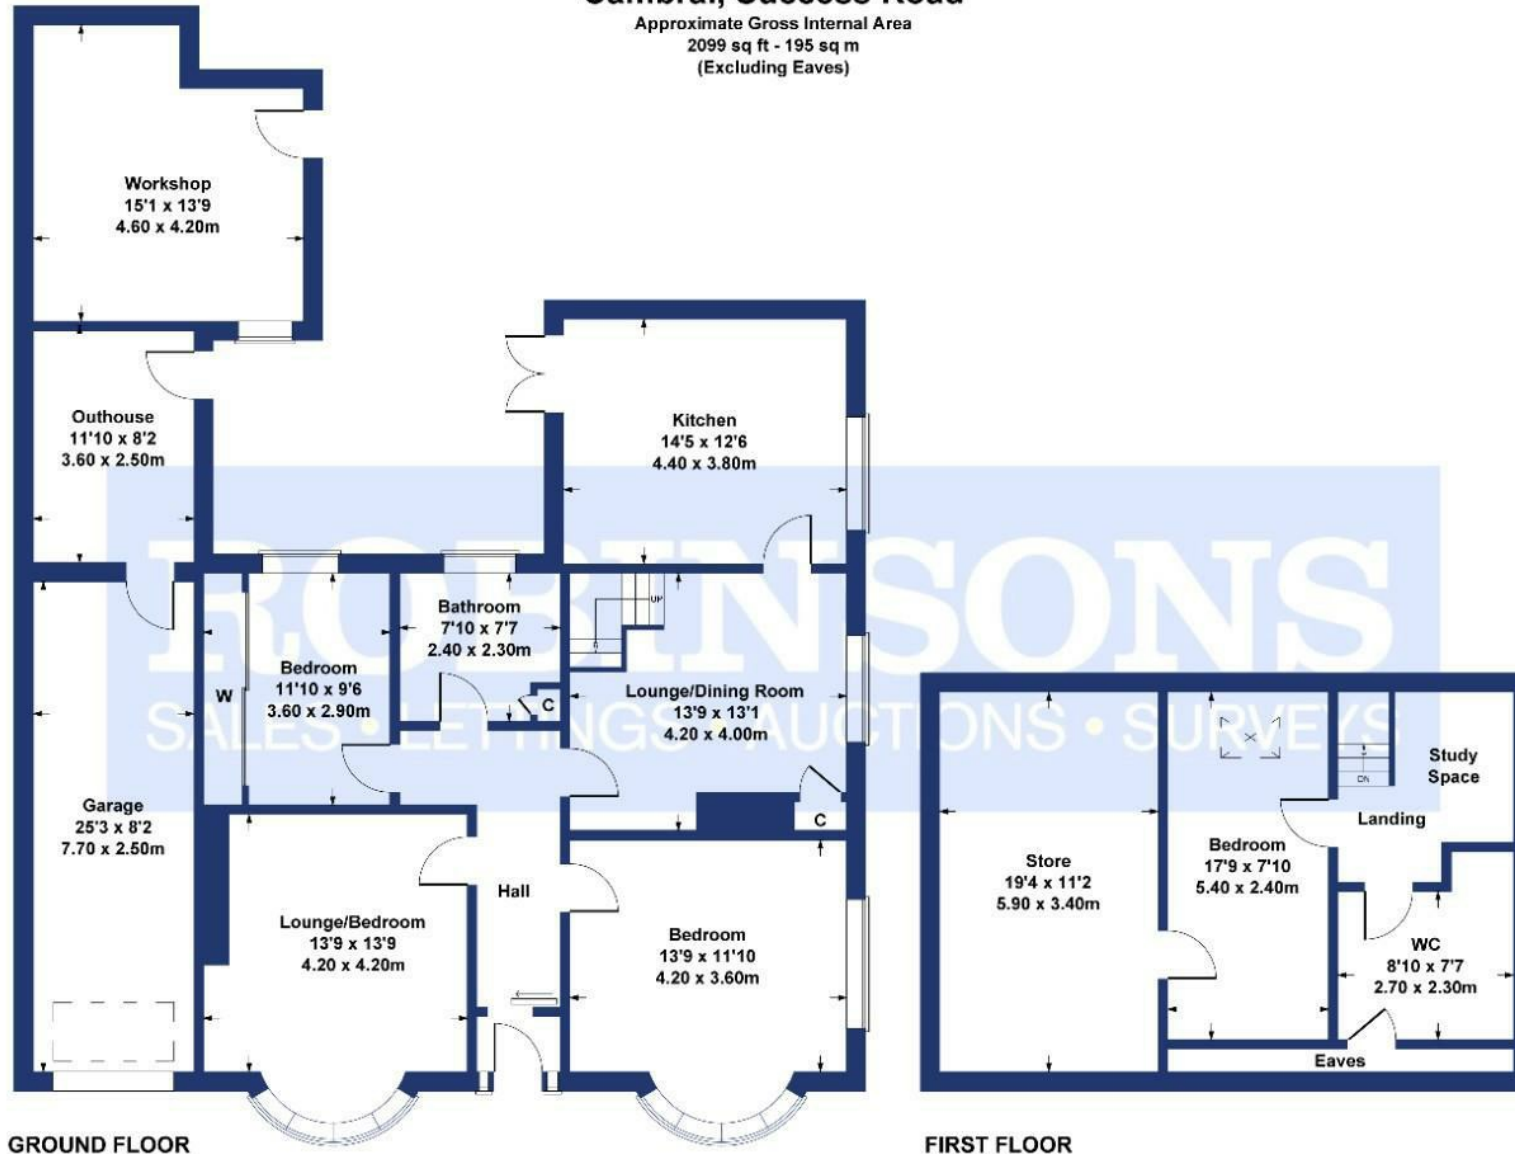 Approximate Gross Internal Area
2099 sq ft - 195 sq m
(Excluding Eaves)
Workshop
15'1 x 13'9
4.60 x 4.20m
Outhouse
11'10 x 8'2
3.60 x 2.50m
Kitchen
14'5 x 12'6
4.40 x 3.80m
ROBINSONS
SALES • LETTINGS • AUCTIONS • SURVEYS
Bathroom
7'10 x 7'7
2.40 x 2.30m
UP
W
Bedroom
11'10 x 9'6
3.60 x 2.90m
C
Lounge/Dining Room
13'9 x 13'1
4.20 x 4.00m
C
Garage
25'3 x 8'2
7.70 x 2.50m
Hall
Lounge/Bedroom
13'9 x 13'9
4.20 x 4.20m
Bedroom
13'9 x 11'10
4.20 x 3.60m
Study
Space
DN
Landing
Store
19'4 x 11'2
5.90 x 3.40m
Bedroom
17'9 x 7'10
5.40 x 2.40m
WC
8'10 x 7'7
2.70 x 2.30m
Eaves
GROUND FLOOR
FIRST FLOOR